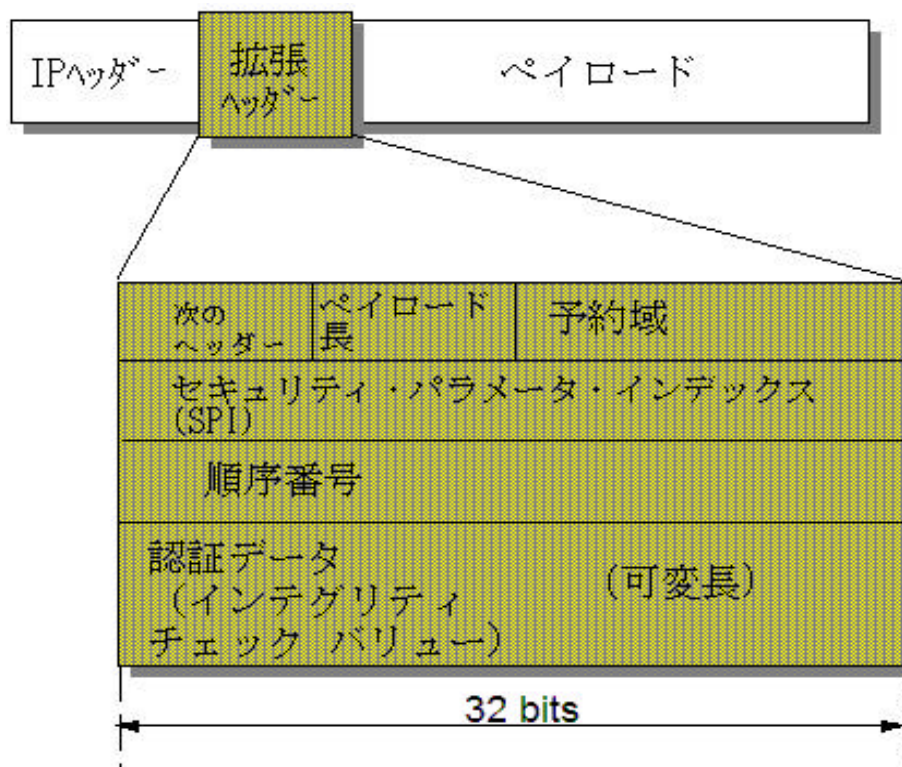 IPヘッダー
拡張
ヘッダー
ペイロード
次の
ヘッダー
ペイロード
長
予約域
セキュリティ・パラメータ・インデックス
(SPI)
順序番号
認証データ
(可変長)
(インテグリティ
チェック バリュー)
32 bits